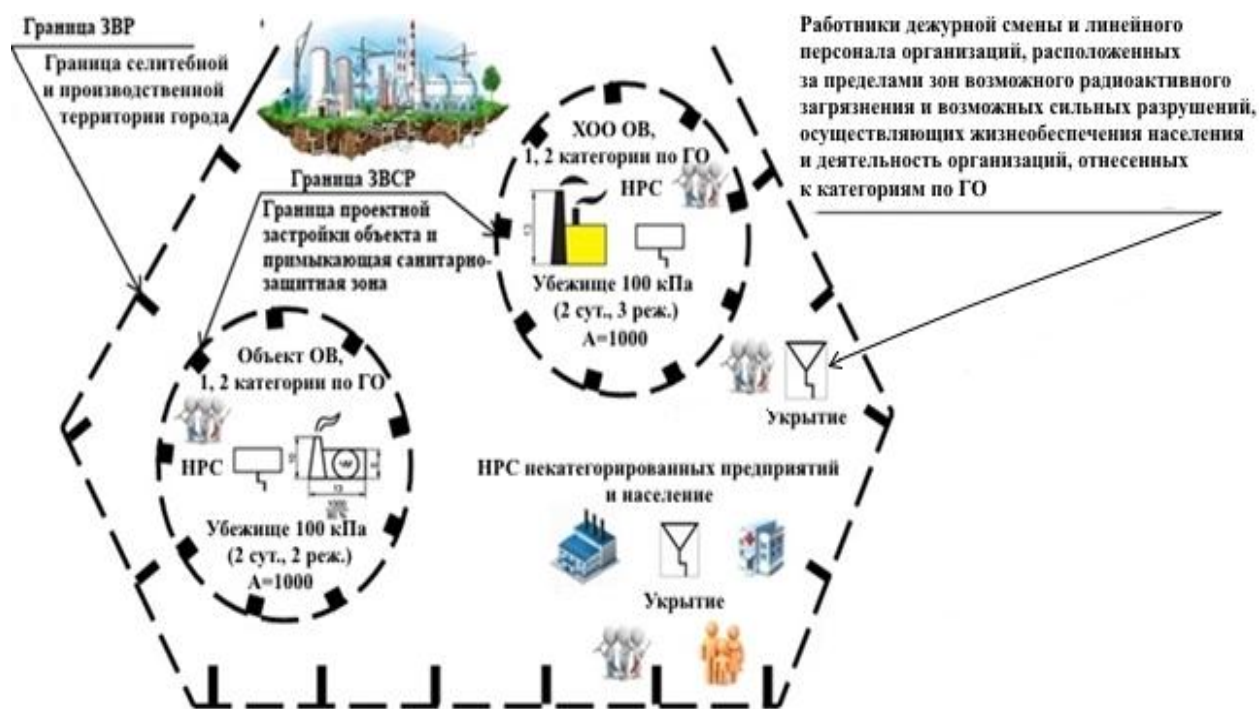 Граница ЗВР
Граница селитебной
и производственной
территории города
Работники дежурной смены и линейного
персонала организаций, расположенных
за пределами зон возможного радиоактивного
загрязнения и возможных сильных разрушений,
осуществляющих жизнеобеспечения населения
и деятельность организаций, отнесенных
к категориям по ГО
ХОО ОВ,
1, 2 категории по ГО
НРС
Убежище 100 кПа
(2 сут., 3 реж.)
А=1000
Граница ЗВСР
Граница проектной
застройки объекта и
примыкающая санитарно-
защитная зона
Объект ОВ,
1, 2 категории по ГО
НРС
Убежище 100 кПа
(2 сут., 2 реж.)
А=1000
Укрытие
НРС некатегорированных предприятий
и население
Укрытие